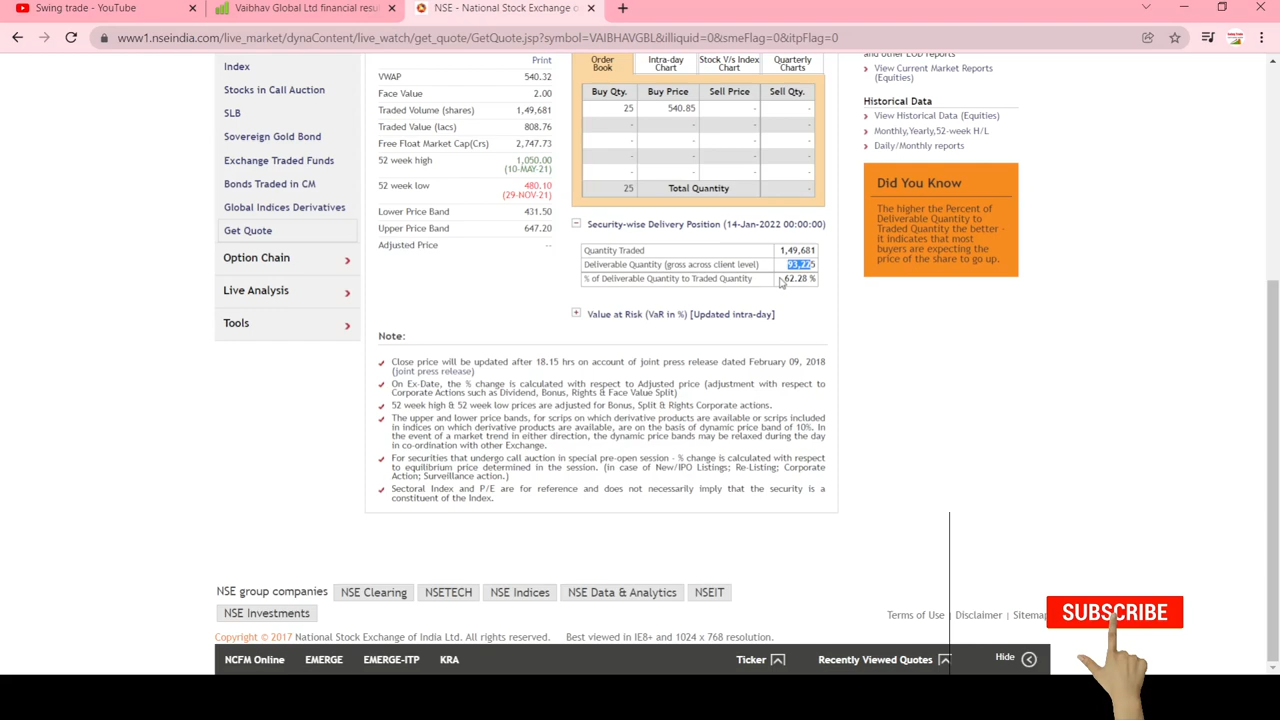 Swing trade - YouTube
Vaibhav Global Ltd financial resul
NSE - National Stock Exchange o
www1.nseindia.com/live_market/dynaContent/live_watch/get_quote/GetQuote.jsp?symbol=VAIBHAVGBL&illiquid=0&smeFlag=0&itpFlag=0
Index
Stocks in Call Auction
SLB
Sovereign Gold Bond
Exchange Traded Funds
Bonds Traded in CM
Global Indices Derivatives
Get Quote
Option Chain
Live Analysis
Tools
Print
VWAP 540.32
Face Value 2.00
Traded Volume (shares) 1,49,681
Traded Value (lacs) 808.76
Free Float Market Cap(Crs) 2,747.73
52 week high 1,050.00
(10-MAY-21)
52 week low 480.10
(29-NOV-21)
Lower Price Band 431.50
Upper Price Band 647.20
Adjusted Price --
Order Book
Intra-day Chart
Stock V/s Index Chart
Quarterly Charts
Buy Qty. Buy Price Sell Price Sell Qty.
25 540.85 - -
- - - -
- - - -
- - - -
- - - -
25 Total Quantity -
Security-wise Delivery Position (14-Jan-2022 00:00:00)
Quantity Traded 1,49,681
Deliverable Quantity (gross across client level) 93,225
% of Deliverable Quantity to Traded Quantity 62.28 %
Value at Risk (VaR in %) [Updated intra-day]
Note:
Close price will be updated after 18.15 hrs on account of joint press release dated February 09, 2018
(joint press release)
On Ex-Date, the % change is calculated with respect to Adjusted price (adjustment with respect to
Corporate Actions such as Dividend, Bonus, Rights & Face Value Split)
52 week high & 52 week low prices are adjusted for Bonus, Split & Rights Corporate actions.
The upper and lower price bands, for scrips on which derivative products are available or scrips included
in indices on which derivative products are available, are on the basis of dynamic price band of 10%. In
the event of a market trend in either direction, the dynamic price bands may be relaxed during the day
in co-ordination with other Exchange.
For securities that undergo call auction in special pre-open session - % change is calculated with respect
to equilibrium price determined in the session. (in case of New/IPO Listings; Re-Listing; Corporate
Action; Surveillance action.)
Sectoral Index and P/E are for reference and does not necessarily imply that the security is a
constituent of the Index.
and other EOD reports
View Current Market Reports
(Equities)
Historical Data
View Historical Data (Equities)
Monthly,Yearly,52-week H/L
Daily/Monthly reports
Did You Know
The higher the Percent of
Deliverable Quantity to
Traded Quantity the better -
it indicates that most
buyers are expecting the
price of the share to go up.
NSE group companies NSE Clearing NSETECH NSE Indices NSE Data & Analytics NSEIT
NSE Investments
Terms of Use | Disclaimer | Sitemap
SUBSCRIBE
Copyright © 2017 National Stock Exchange of India Ltd. All rights reserved. Best viewed in IE8+ and 1024 x 768 resolution.
NCFM Online EMERGE EMERGE-ITP KRA Ticker Recently Viewed Quotes Hide